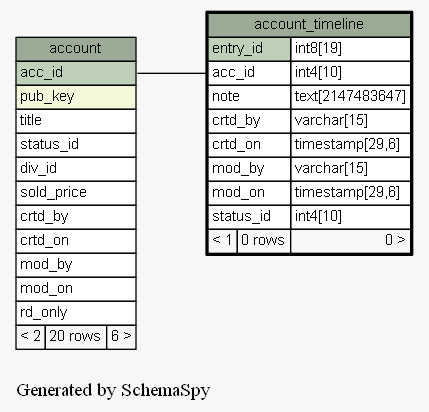 account
acc_id
pub_key
title
status_id
div_id
sold_price
crtd_by
crtd_on
mod_by
mod_on
rd_only
< 2 20 rows 6 >
account_timeline
entry_id int8[19]
acc_id int4[10]
note text[2147483647]
crtd_by varchar[15]
crtd_on timestamp[29,6]
mod_by varchar[15]
mod_on timestamp[29,6]
status_id int4[10]
< 1 0 rows 0 >
Generated by SchemaSpy